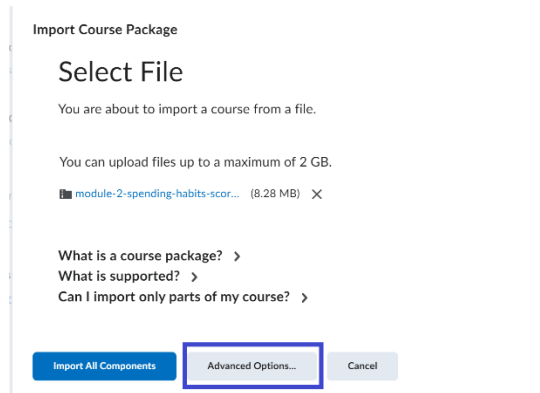 Import Course Package
Select File
You are about to import a course from a file.
You can upload files up to a maximum of 2 GB.
module-2-spending-habits-scor... (8.28 MB)
What is a course package?
What is supported?
Can I import only parts of my course?
Import All Components Advanced Options... Cancel